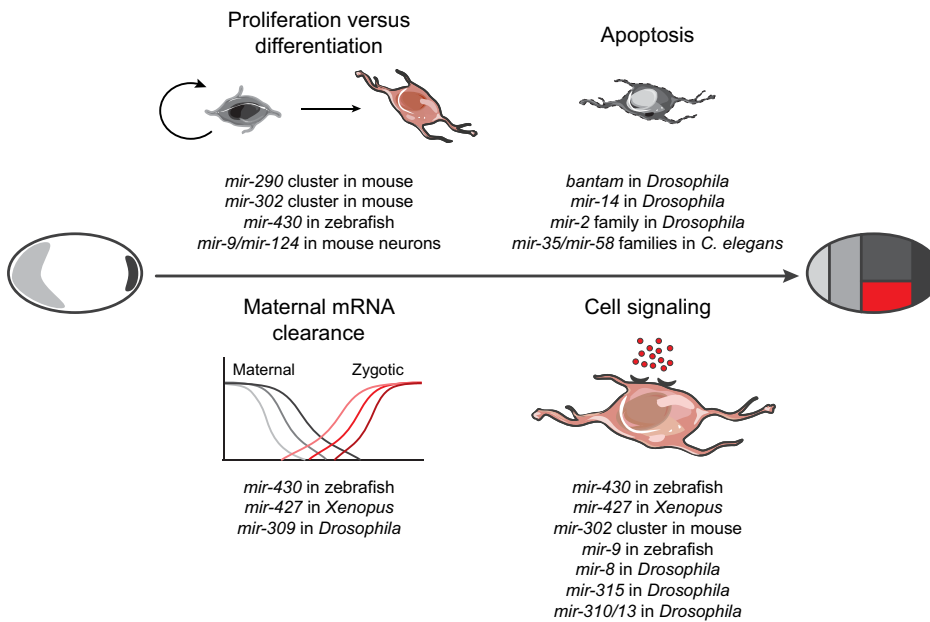 Proliferation versus
differentiation
mir-290 cluster in mouse
mir-302 cluster in mouse
mir-430 in zebrafish
mir-9/mir-124 in mouse neurons
Apoptosis
bantam in Drosophila
mir-14 in Drosophila
mir-2 family in Drosophila
mir-35/mir-58 families in C. elegans
Maternal mRNA
clearance
Maternal
Zygotic
mir-430 in zebrafish
mir-427 in Xenopus
mir-309 in Drosophila
Cell signaling
mir-430 in zebrafish
mir-427 in Xenopus
mir-302 cluster in mouse
mir-9 in zebrafish
mir-8 in Drosophila
mir-315 in Drosophila
mir-310/13 in Drosophila